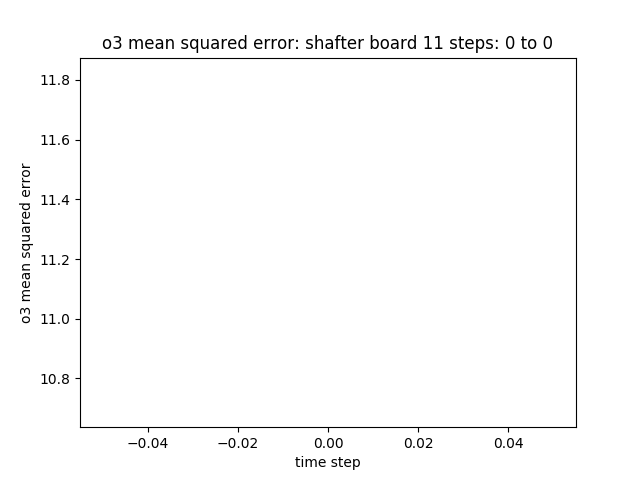 o3 mean squared error: shafter board 11 steps: 0 to 0
11.8
11.6
11.4
11.2
11.0
10.8
o3 mean squared error
−0.04 −0.02 0.00 0.02 0.04
time step